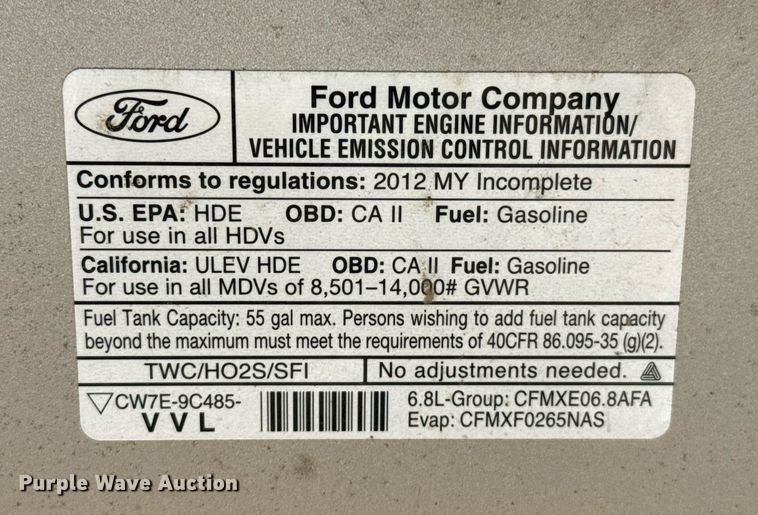 Ford
Ford Motor Company
IMPORTANT ENGINE INFORMATION/
VEHICLE EMISSION CONTROL INFORMATION
Conforms to regulations: 2012 MY Incomplete
U.S. EPA: HDE OBD: CA II Fuel: Gasoline
For use in all HDVs
California: ULEV HDE OBD: CA II Fuel: Gasoline
For use in all MDVs of 8,501–14,000# GVWR
Fuel Tank Capacity: 55 gal max. Persons wishing to add fuel tank capacity
beyond the maximum must meet the requirements of 40CFR 86.095-35 (g)(2).
TWC/HO2S/SFI
No adjustments needed.
CW7E-9C485-
V V L
6.8L-Group: CFMXE06.8AFA
Evap: CFMXF0265NAS
Purple Wave Auction